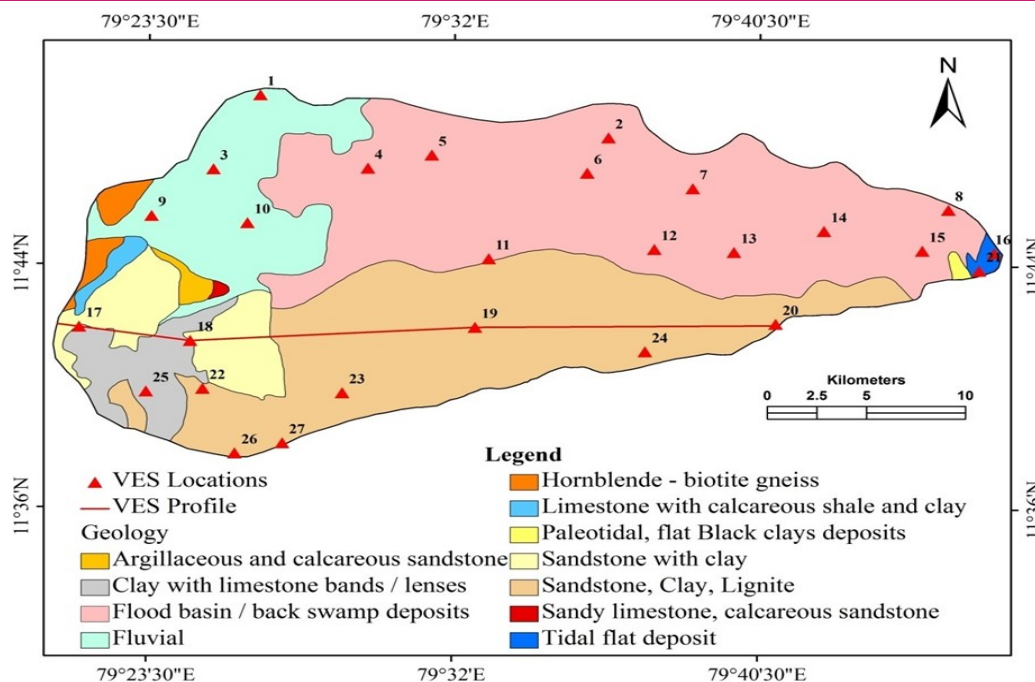 79°23'30"E 79°32'E 79°40'30"E
N
1
2
5
4
6
3
7
8
9
10
14
12
13
15
16
11
21
11°44'N 11°44'N
17
18
19
20
24
25
22
23
26
27
Kilometers
0 2.5 5 10
Legend
VES Locations
VES Profile
Geology
Argillaceous and calcareous sandstone
Clay with limestone bands / lenses
Flood basin / back swamp deposits
Fluvial
Hornblende - biotite gneiss
Limestone with calcareous shale and clay
Paleotidal, flat Black clays deposits
Sandstone with clay
Sandstone, Clay, Lignite
Sandy limestone, calcareous sandstone
Tidal flat deposit
11°36'N 11°36'N
79°23'30"E 79°32'E 79°40'30"E